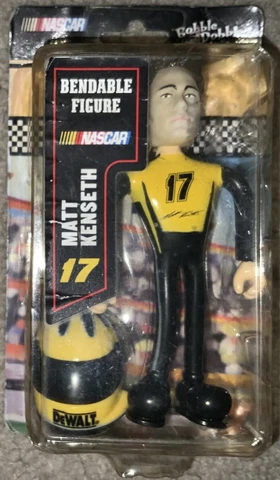 NASCAR
Bobble Dobbles
BENDABLE
FIGURE
NASCAR
MATT
KENSETH
17
17
DEWALT